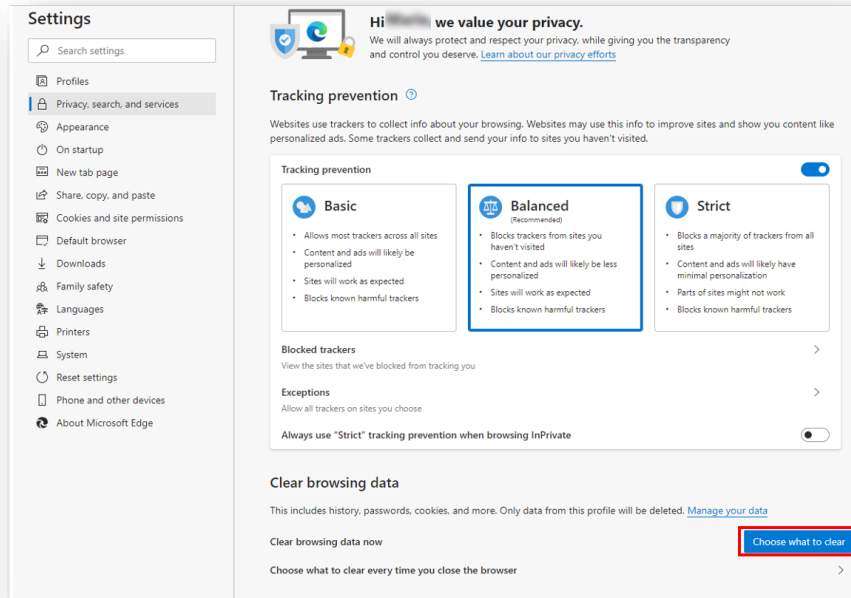 Settings
Search settings
Profiles
Privacy, search, and services
Appearance
On startup
New tab page
Share, copy, and paste
Cookies and site permissions
Default browser
Downloads
Family safety
Languages
Printers
System
Reset settings
Phone and other devices
About Microsoft Edge
Hi we value your privacy.
We will always protect and respect your privacy, while giving you the transparency
and control you deserve. Learn about our privacy efforts
Tracking prevention
Websites use trackers to collect info about your browsing. Websites may use this info to improve sites and show you content like
personalized ads. Some trackers collect and send your info to sites you haven't visited.
Tracking prevention
Basic
• Allows most trackers across all sites
• Content and ads will likely be
personalized
• Sites will work as expected
• Blocks known harmful trackers
Balanced
(Recommended)
• Blocks trackers from sites you
haven't visited
• Content and ads will likely be less
personalized
• Sites will work as expected
• Blocks known harmful trackers
Strict
• Blocks a majority of trackers from all
sites
• Content and ads will likely have
minimal personalization
• Parts of sites might not work
• Blocks known harmful trackers
Blocked trackers
View the sites that we've blocked from tracking you
Exceptions
Allow all trackers on sites you choose
Always use "Strict" tracking prevention when browsing InPrivate
Clear browsing data
This includes history, passwords, cookies, and more. Only data from this profile will be deleted. Manage your data
Clear browsing data now
Choose what to clear
Choose what to clear every time you close the browser